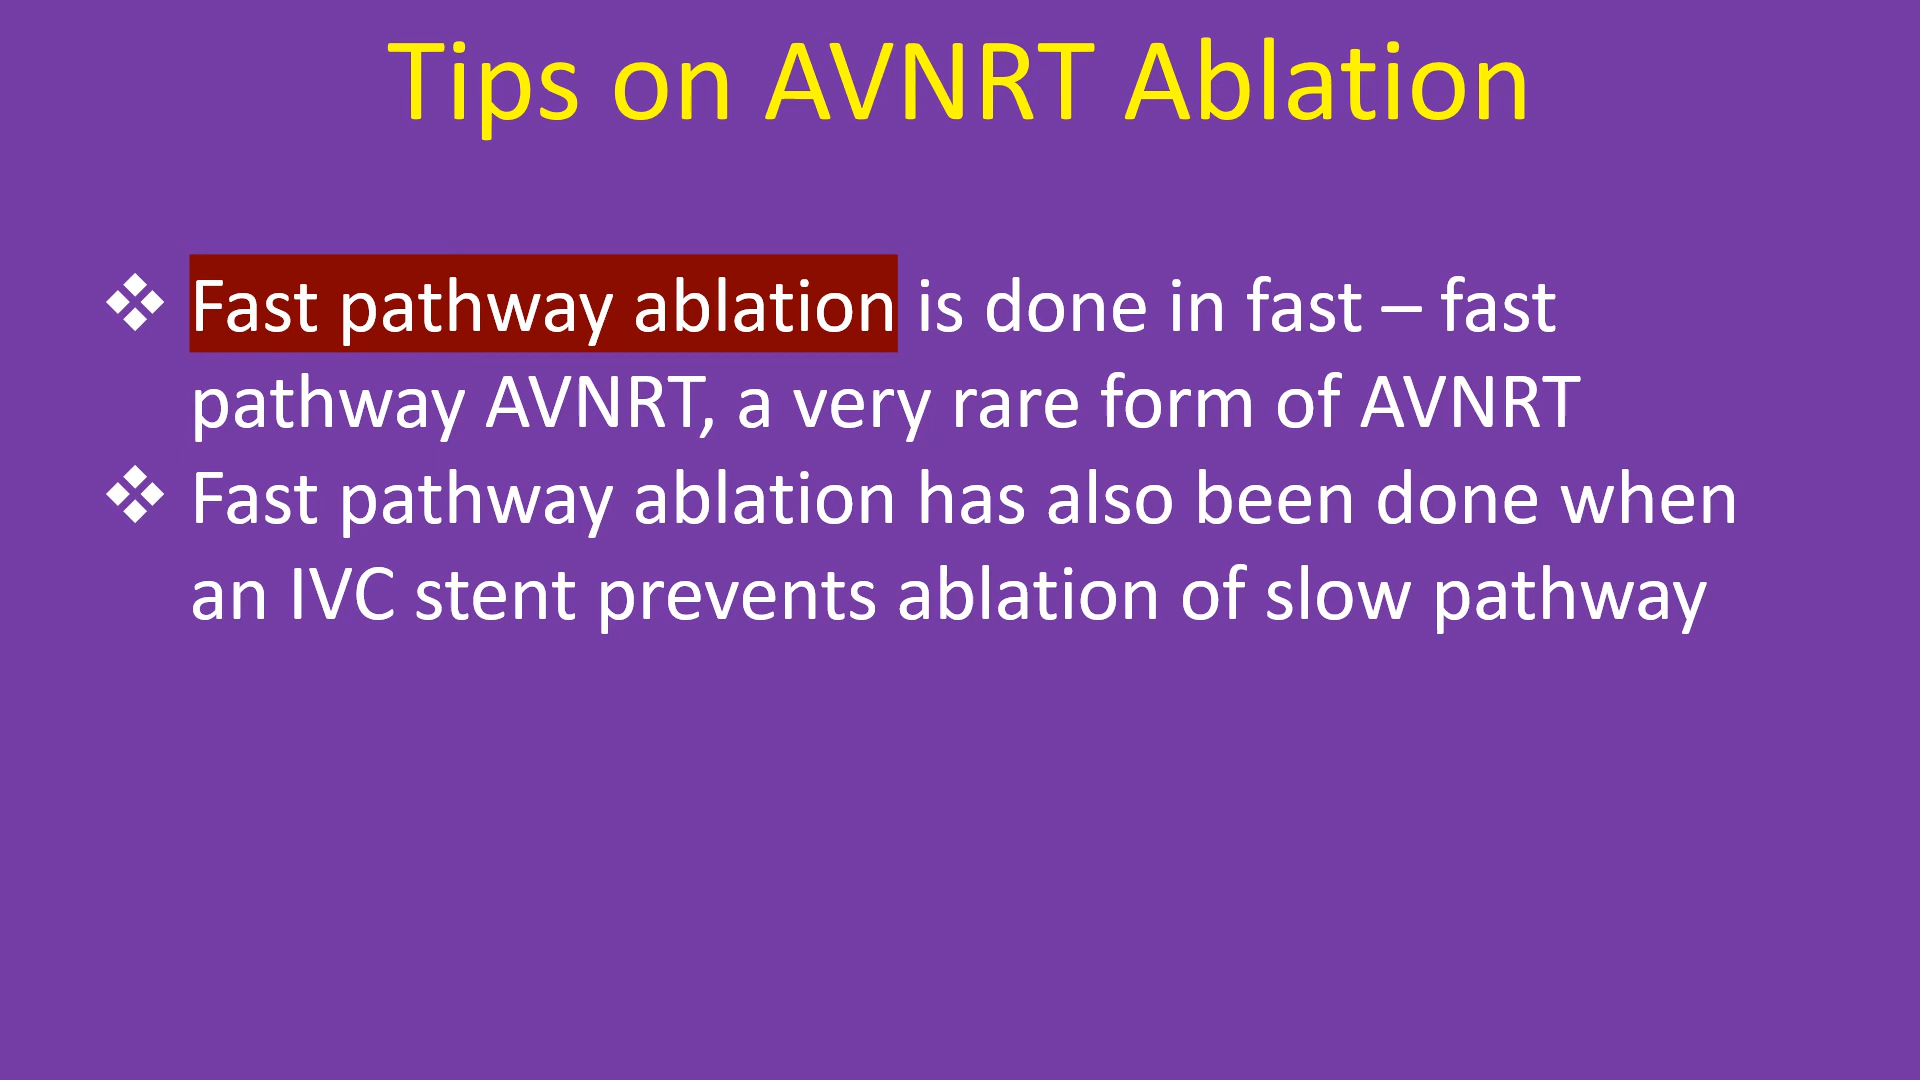 Tips on AVNRT Ablation
❖ Fast pathway ablation is done in fast – fast
pathway AVNRT, a very rare form of AVNRT
❖ Fast pathway ablation has also been done when
an IVC stent prevents ablation of slow pathway